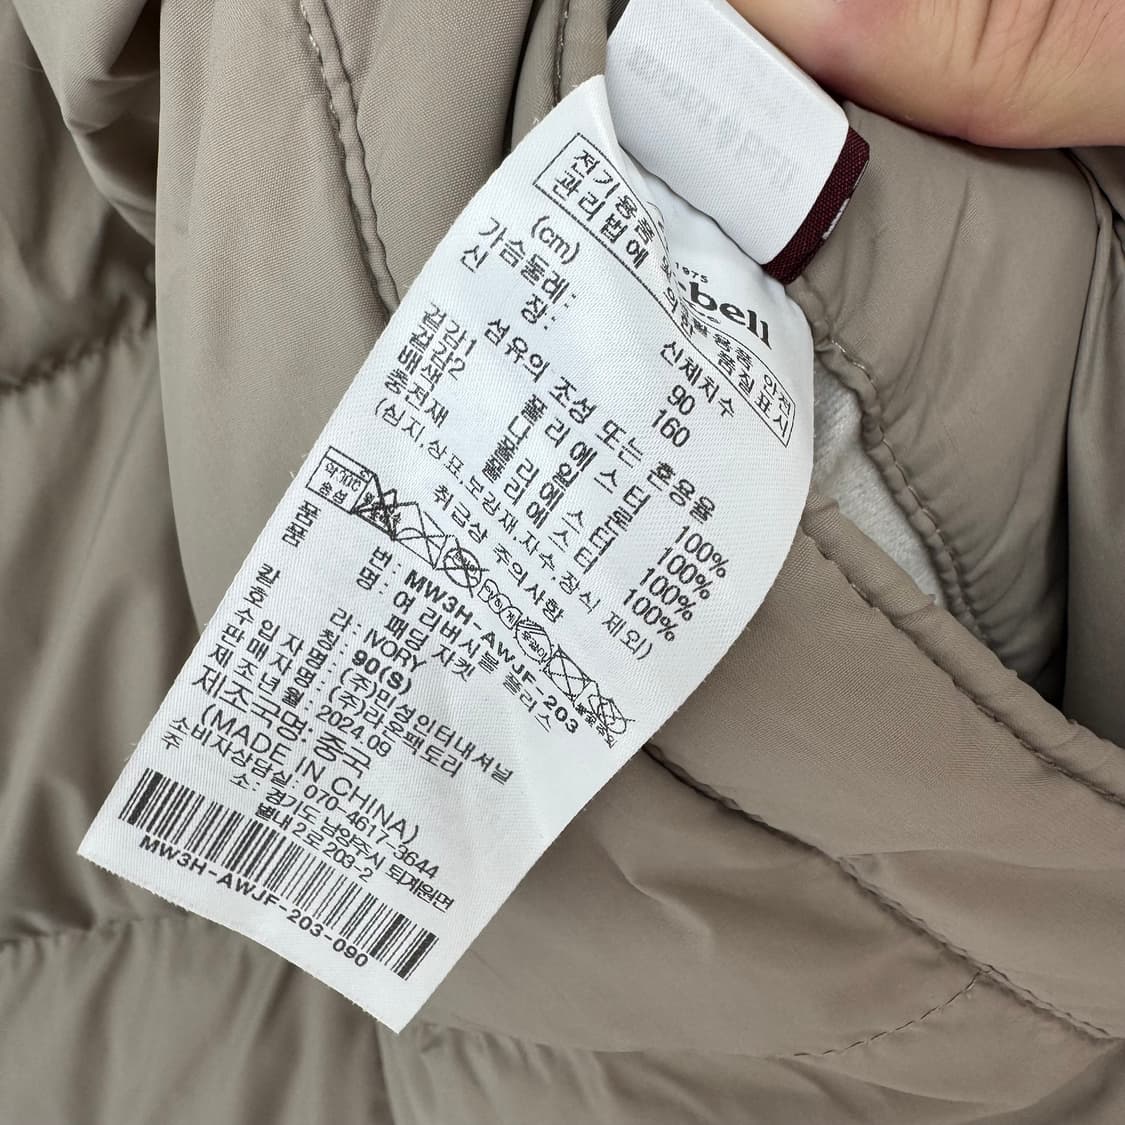 1975
-bell
전기용품 및 생활용품 안전
관리법에 의한 품질표시
(cm) 신체치수
가슴둘레: 90
신 장: 160
섬유의 조성 또는 혼용율
겉감1 폴리에스터 100%
겉감2 나일론 100%
배색 폴리에스터 100%
충전재 폴리에스터 100%
(심지,상표 보강재,자수,장식 제외)
취급상 주의사항
약 30℃
중성
품 번: MW3H-AWJF-203
품 명: 여 리버시블 플리스
패딩 자켓
칼 라: IVORY
호 칭: 90(S)
수입자명: (주)미성인터내셔널
판매자명: (주)라온팩토리
제조년월: 2024.09
제조국명: 중국
(MADE IN CHINA)
소비자상담실: 070-4617-3644
주 소: 경기도 남양주시 퇴계원면
별내2로 203-2
MW3H-AWJF-203-090